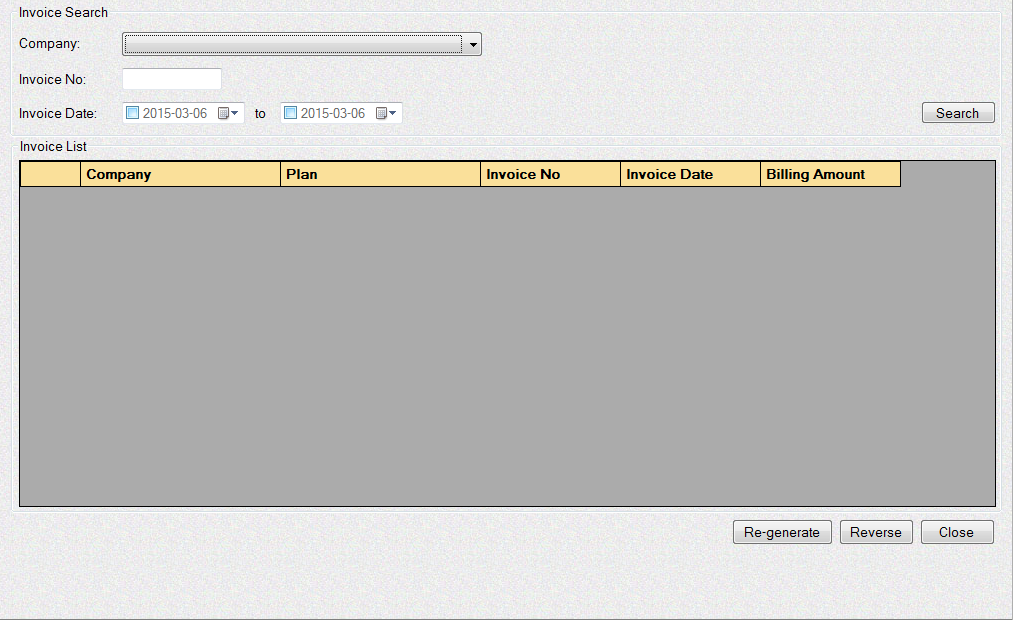 Invoice Search
Company:
Invoice No:
Invoice Date: 2015-03-06 to 2015-03-06 Search
Invoice List
Company Plan Invoice No Invoice Date Billing Amount
Re-generate Reverse Close